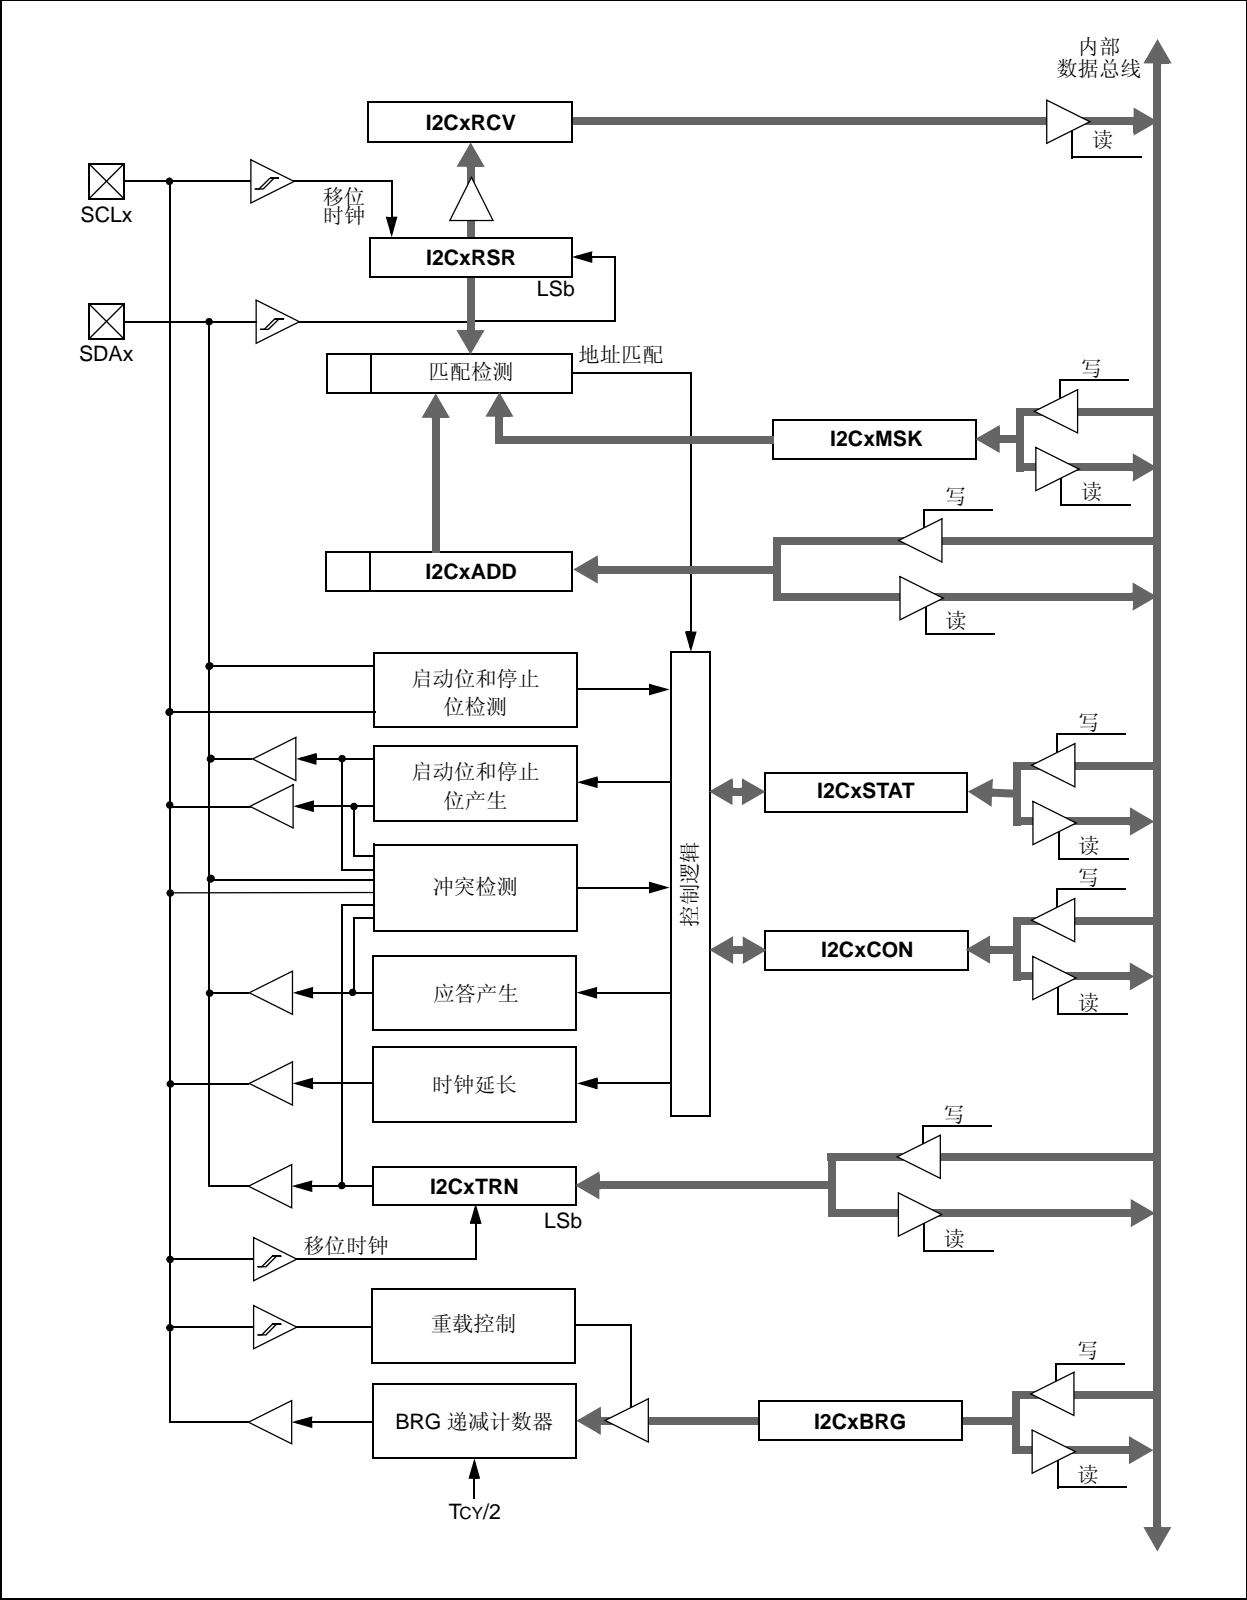 内部
数据总线
I2CxRCV
读
移位
时钟
SCLx
I2CxRSR
LSb
SDAx
地址匹配
匹配检测
写
I2CxMSK
读
写
I2CxADD
读
启动位和停止
位检测
写
启动位和停止
位产生
I2CxSTAT
读
控制逻辑
冲突检测
写
I2CxCON
应答产生
读
时钟延长
写
I2CxTRN
LSb
读
移位时钟
重载控制
写
BRG 递减计数器
I2CxBRG
读
TCY/2